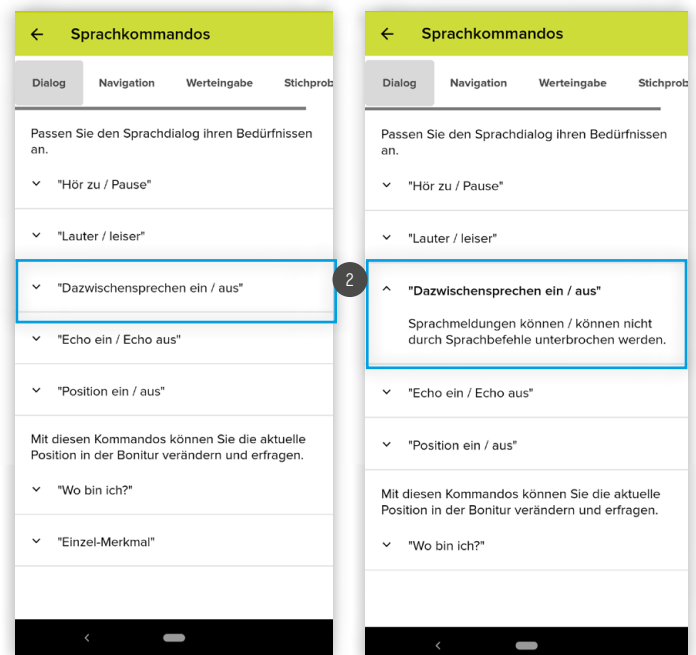 Sprachkommandos
Dialog Navigation Werteingabe Stichprob
Passen Sie den Sprachdialog ihren Bedürfnissen
an.
"Hör zu / Pause"
"Lauter / leiser"
"Dazwischensprechen ein / aus"
"Echo ein / Echo aus"
"Position ein / aus"
Mit diesen Kommandos können Sie die aktuelle
Position in der Bonitur verändern und erfragen.
"Wo bin ich?"
"Einzel-Merkmal"
2
Sprachkommandos
Dialog Navigation Werteingabe Stichprob
Passen Sie den Sprachdialog ihren Bedürfnissen
an.
"Hör zu / Pause"
"Lauter / leiser"
"Dazwischensprechen ein / aus"
Sprachmeldungen können / können nicht
durch Sprachbefehle unterbrochen werden.
"Echo ein / Echo aus"
"Position ein / aus"
Mit diesen Kommandos können Sie die aktuelle
Position in der Bonitur verändern und erfragen.
"Wo bin ich?"